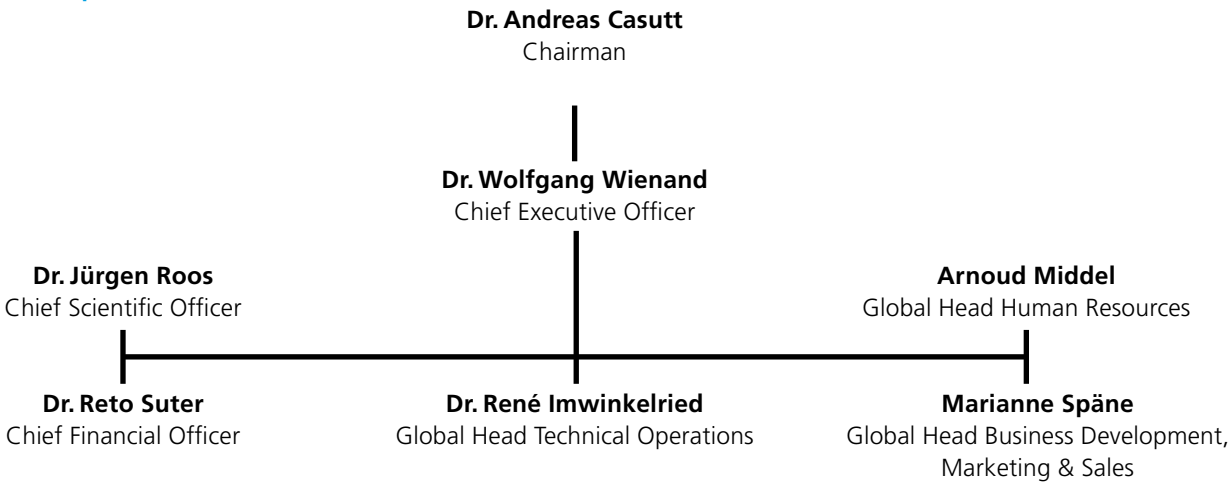 Dr. Andreas Casutt
Chairman
Dr. Wolfgang Wienand
Chief Executive Officer
Dr. Jürgen Roos
Chief Scientific Officer
Arnoud Middel
Global Head Human Resources
Dr. Reto Suter
Chief Financial Officer
Dr. René Imwinkelried
Global Head Technical Operations
Marianne Späne
Global Head Business Development,
Marketing & Sales